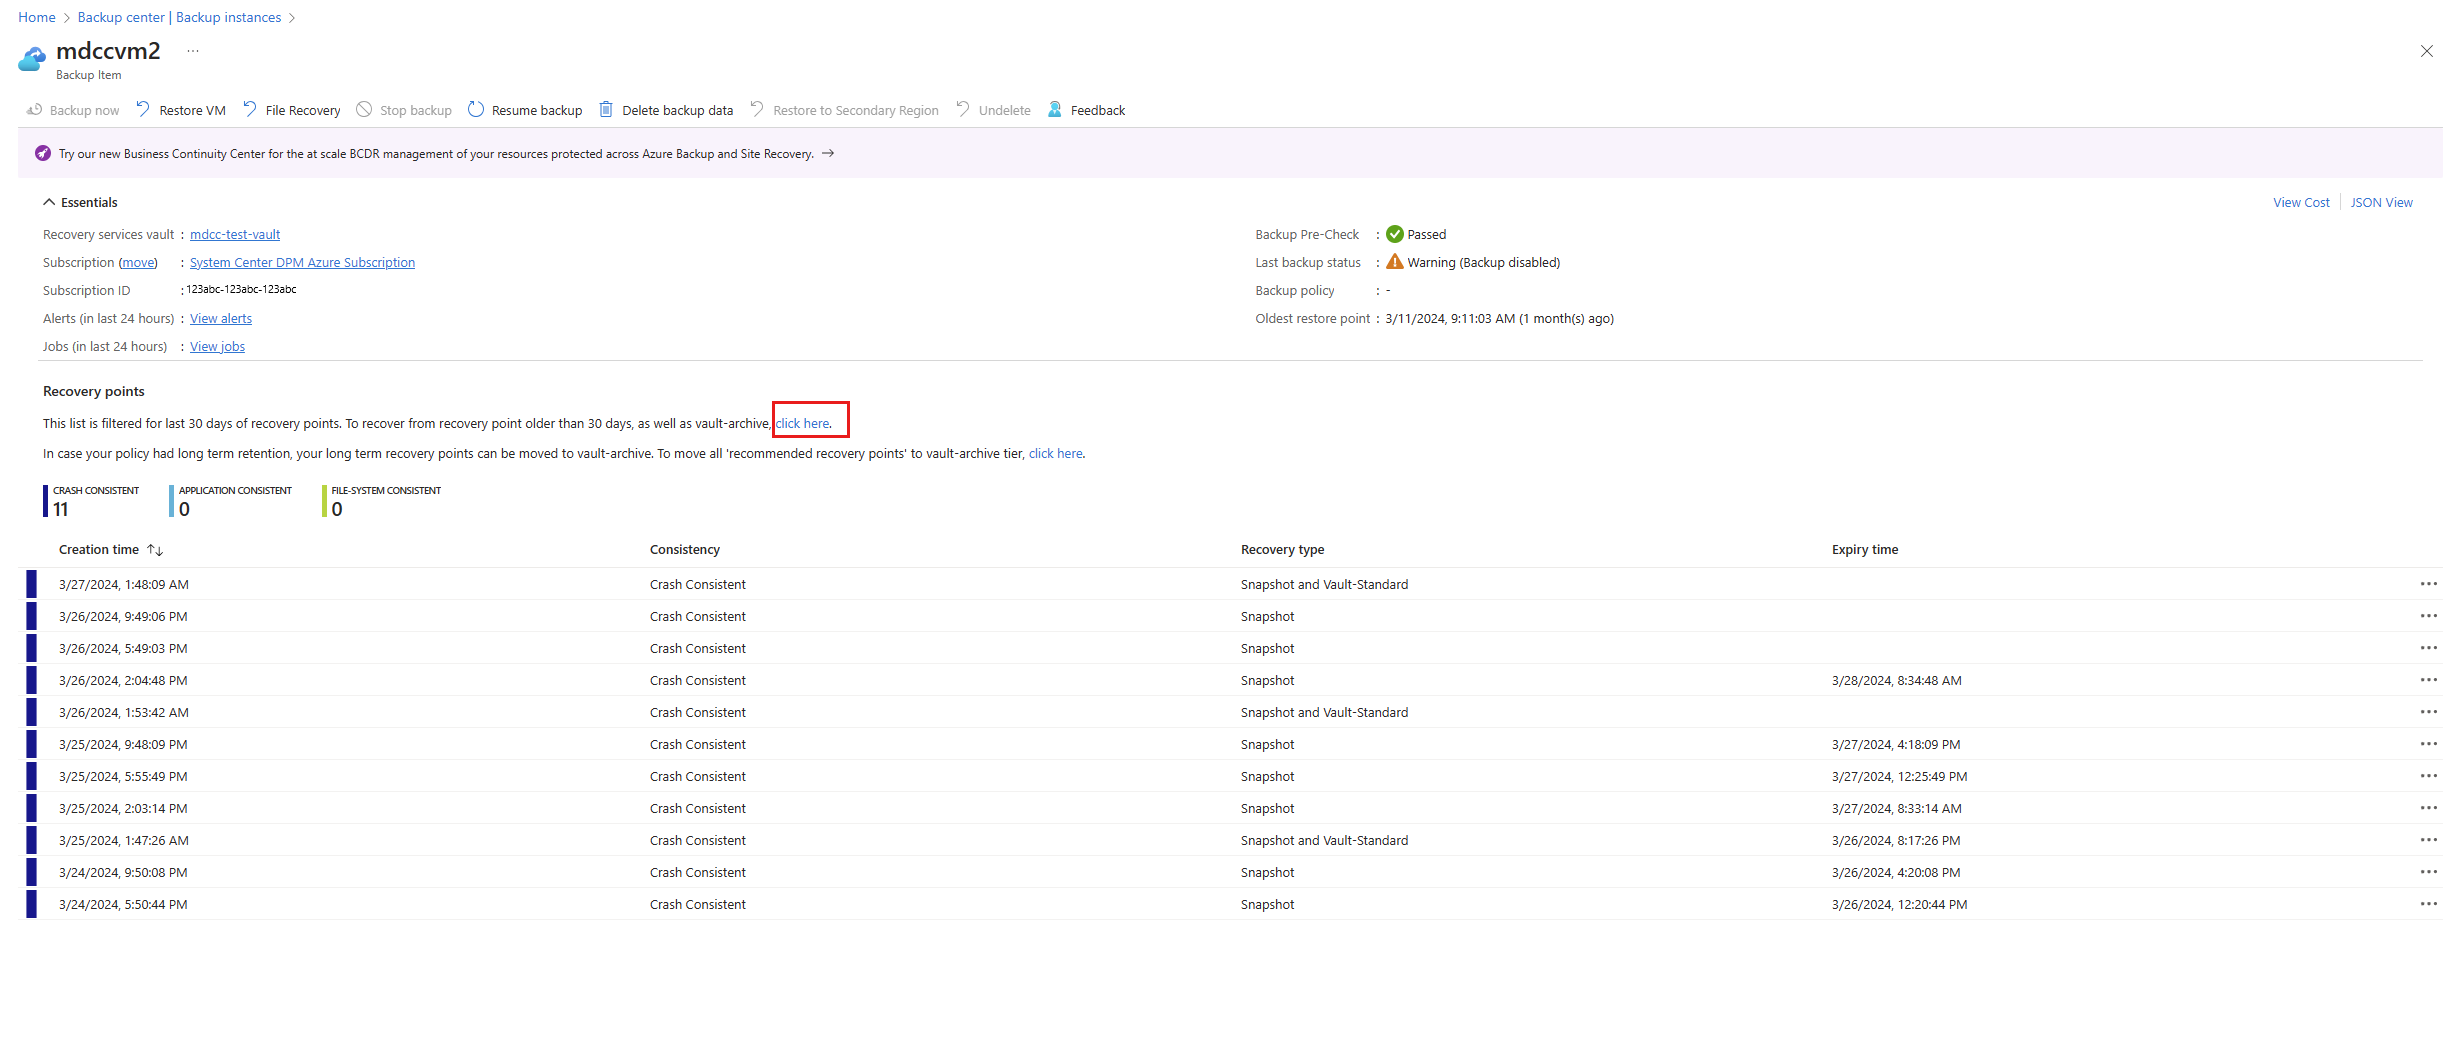 Home > Backup center | Backup instances >
mdccvm2 ...
Backup Item
Backup now Restore VM File Recovery Stop backup Resume backup Delete backup data Restore to Secondary Region Undelete Feedback
Try our new Business Continuity Center for the at scale BCDR management of your resources protected across Azure Backup and Site Recovery. →
Essentials View Cost JSON View
Recovery services vault : mdcc-test-vault
Subscription (move) : System Center DPM Azure Subscription
Subscription ID : 123abc-123abc-123abc
Alerts (in last 24 hours) : View alerts
Jobs (in last 24 hours) : View jobs
Backup Pre-Check : Passed
Last backup status : Warning (Backup disabled)
Backup policy : -
Oldest restore point : 3/11/2024, 9:11:03 AM (1 month(s) ago)
Recovery points
This list is filtered for last 30 days of recovery points. To recover from recovery point older than 30 days, as well as vault-archive, click here.
In case your policy had long term retention, your long term recovery points can be moved to vault-archive. To move all 'recommended recovery points' to vault-archive tier, click here.
CRASH CONSISTENT APPLICATION CONSISTENT FILE-SYSTEM CONSISTENT
11 0 0
Creation time ↑↓ Consistency Recovery type Expiry time
3/27/2024, 1:48:09 AM Crash Consistent Snapshot and Vault-Standard ...
3/26/2024, 9:49:06 PM Crash Consistent Snapshot ...
3/26/2024, 5:49:03 PM Crash Consistent Snapshot ...
3/26/2024, 2:04:48 PM Crash Consistent Snapshot 3/28/2024, 8:34:48 AM ...
3/26/2024, 1:53:42 AM Crash Consistent Snapshot and Vault-Standard ...
3/25/2024, 9:48:09 PM Crash Consistent Snapshot 3/27/2024, 4:18:09 PM ...
3/25/2024, 5:55:49 PM Crash Consistent Snapshot 3/27/2024, 12:25:49 PM ...
3/25/2024, 2:03:14 PM Crash Consistent Snapshot 3/27/2024, 8:33:14 AM ...
3/25/2024, 1:47:26 AM Crash Consistent Snapshot and Vault-Standard 3/26/2024, 8:17:26 PM ...
3/24/2024, 9:50:08 PM Crash Consistent Snapshot 3/26/2024, 4:20:08 PM ...
3/24/2024, 5:50:44 PM Crash Consistent Snapshot 3/26/2024, 12:20:44 PM ...